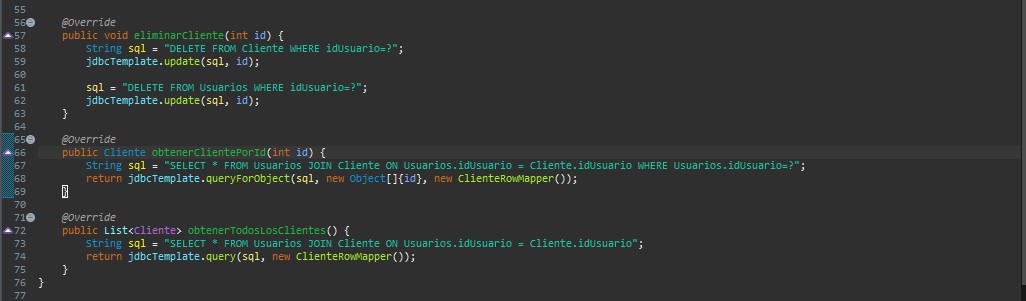 55
56 @Override
57 public void eliminarCliente(int id) {
58 String sql = "DELETE FROM Cliente WHERE idUsuario=?";
59 jdbcTemplate.update(sql, id);
60
61 sql = "DELETE FROM Usuarios WHERE idUsuario=?";
62 jdbcTemplate.update(sql, id);
63 }
64
65 @Override
66 public Cliente obtenerClientePorId(int id) {
67 String sql = "SELECT * FROM Usuarios JOIN Cliente ON Usuarios.idUsuario = Cliente.idUsuario WHERE Usuarios.idUsuario=?";
68 return jdbcTemplate.queryForObject(sql, new Object[]{id}, new ClienteRowMapper());
69 }
70
71 @Override
72 public List<Cliente> obtenerTodosLosClientes() {
73 String sql = "SELECT * FROM Usuarios JOIN Cliente ON Usuarios.idUsuario = Cliente.idUsuario";
74 return jdbcTemplate.query(sql, new ClienteRowMapper());
75 }
76 }
77